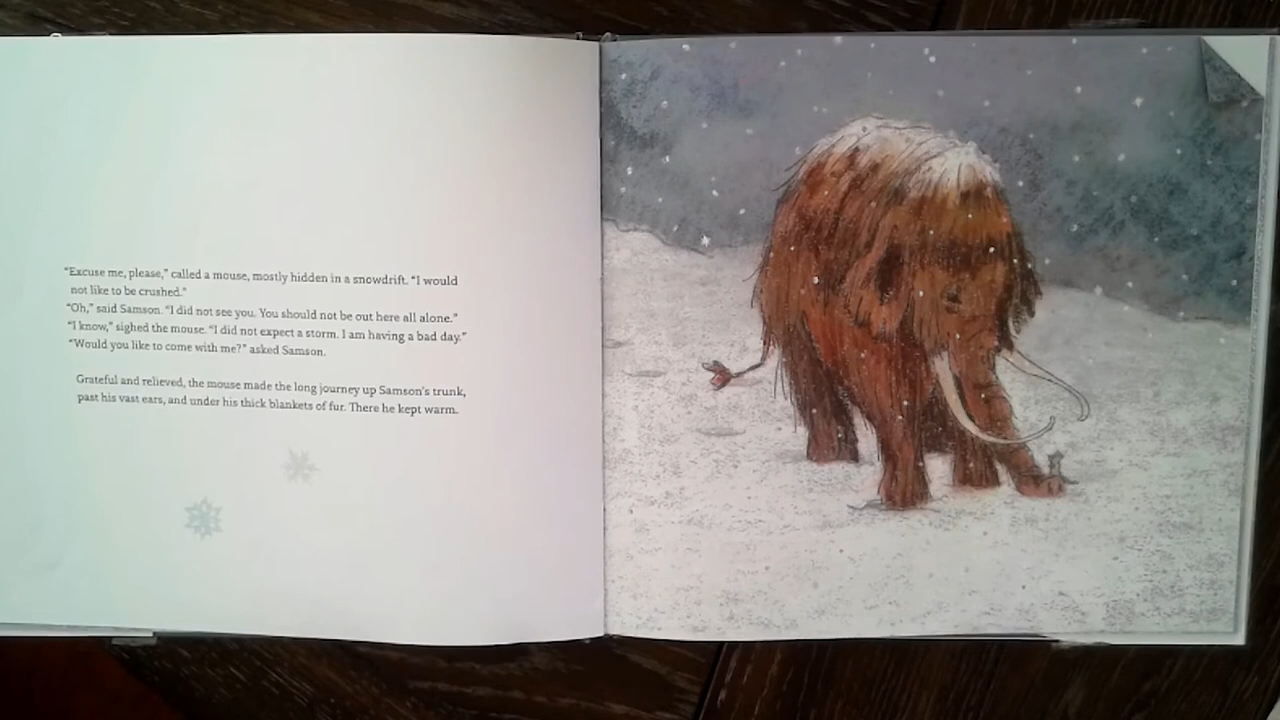 “Excuse me, please,” called a mouse, mostly hidden in a snowdrift. “I would
not like to be crushed.”
“Oh,” said Samson. “I did not see you. You should not be out here all alone.”
“I know,” sighed the mouse. “I did not expect a storm. I am having a bad day.”
“Would you like to come with me?” asked Samson.
Grateful and relieved, the mouse made the long journey up Samson’s trunk,
past his vast ears, and under his thick blankets of fur. There he kept warm.